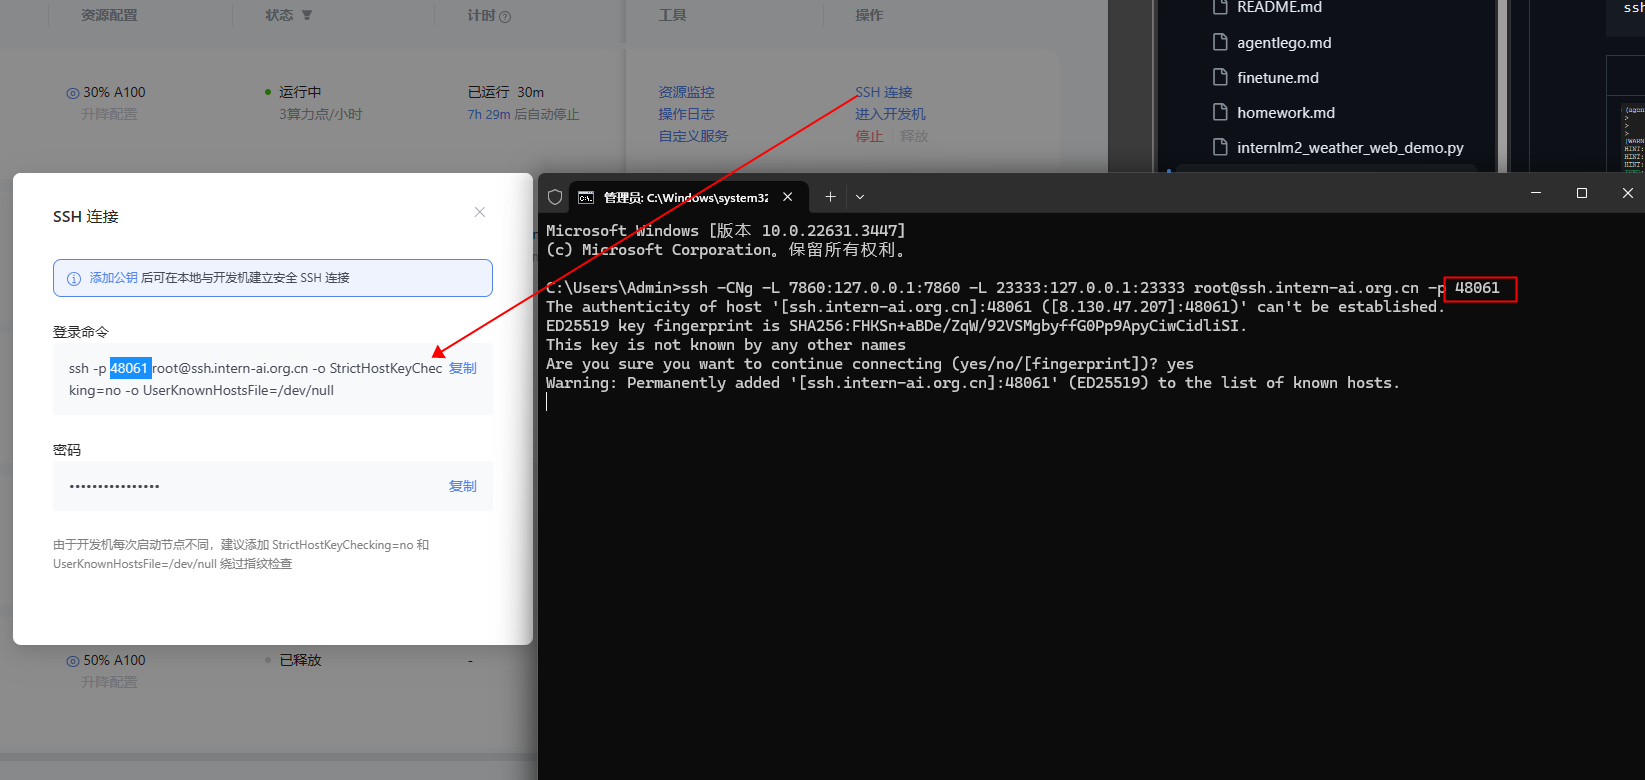 资源配置 状态 计时 工具 操作
30% A100 运行中 已运行 30m 资源监控 SSH 连接
升降配置 3算力点/小时 7h 29m 后自动停止 操作日志 进入开发机
自定义服务 停止 释放
README.md
agentlego.md
finetune.md
homework.md
internlm2_weather_web_demo.py
ssh
SSH 连接
添加公钥 后可在本地与开发机建立安全 SSH 连接
登录命令
ssh -p 48061 root@ssh.intern-ai.org.cn -o StrictHostKeyChec 复制
king=no -o UserKnownHostsFile=/dev/null
密码
•••••••••••••••• 复制
由于开发机每次启动节点不同，建议添加 StrictHostKeyChecking=no 和
UserKnownHostsFile=/dev/null 绕过指纹检查
50% A100 已释放 -
升降配置
管理员: C:\Windows\system32
Microsoft Windows [版本 10.0.22631.3447]
(c) Microsoft Corporation。保留所有权利。
C:\Users\Admin>ssh -CNg -L 7860:127.0.0.1:7860 -L 23333:127.0.0.1:23333 root@ssh.intern-ai.org.cn -p 48061
The authenticity of host '[ssh.intern-ai.org.cn]:48061 ([8.130.47.207]:48061)' can't be established.
ED25519 key fingerprint is SHA256:FHKSn+aBDe/ZqW/92VSMgbyffG0Pp9ApyCiwCidliSI.
This key is not known by any other names
Are you sure you want to continue connecting (yes/no/[fingerprint])? yes
Warning: Permanently added '[ssh.intern-ai.org.cn]:48061' (ED25519) to the list of known hosts.